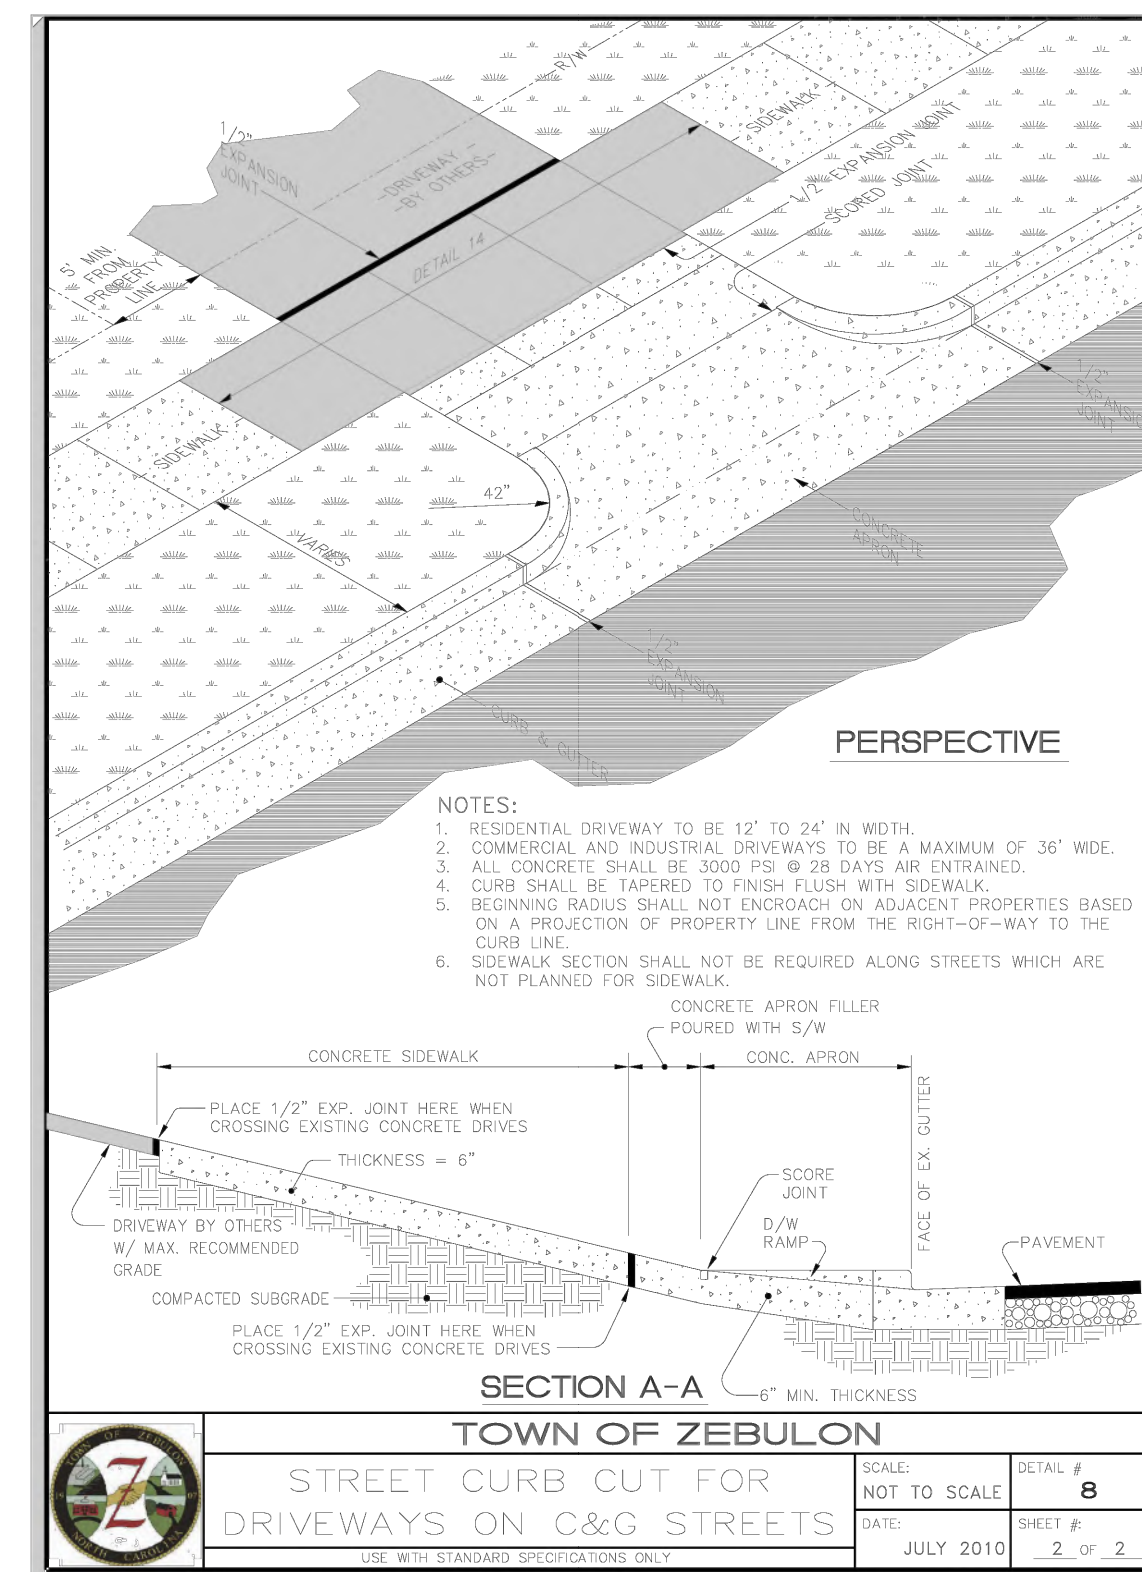 R/W
SIDEWALK
1/2" EXPANSION JOINT
SCORED JOINT
1/2"
EXPANSION
JOINT
-DRIVEWAY-
-BY OTHERS-
DETAIL 14
5' MIN.
FROM
PROPERTY
LINE
1/2"
EXPANSION
JOINT
SIDEWALK
42"
VARIES
CONCRETE
APRON
1/2"
EXPANSION
JOINT
CURB & GUTTER
PERSPECTIVE
NOTES:
1. RESIDENTIAL DRIVEWAY TO BE 12' TO 24' IN WIDTH.
2. COMMERCIAL AND INDUSTRIAL DRIVEWAYS TO BE A MAXIMUM OF 36' WIDE.
3. ALL CONCRETE SHALL BE 3000 PSI @ 28 DAYS AIR ENTRAINED.
4. CURB SHALL BE TAPERED TO FINISH FLUSH WITH SIDEWALK.
5. BEGINNING RADIUS SHALL NOT ENCROACH ON ADJACENT PROPERTIES BASED
ON A PROJECTION OF PROPERTY LINE FROM THE RIGHT-OF-WAY TO THE
CURB LINE.
6. SIDEWALK SECTION SHALL NOT BE REQUIRED ALONG STREETS WHICH ARE
NOT PLANNED FOR SIDEWALK.
CONCRETE APRON FILLER
POURED WITH S/W
CONCRETE SIDEWALK
CONC. APRON
FACE OF EX. GUTTER
PLACE 1/2" EXP. JOINT HERE WHEN
CROSSING EXISTING CONCRETE DRIVES
THICKNESS = 6"
SCORE
JOINT
D/W
RAMP
PAVEMENT
DRIVEWAY BY OTHERS
W/ MAX. RECOMMENDED
GRADE
COMPACTED SUBGRADE
PLACE 1/2" EXP. JOINT HERE WHEN
CROSSING EXISTING CONCRETE DRIVES
6" MIN. THICKNESS
SECTION A-A
TOWN OF ZEBULON
NORTH CAROLINA
1907
Z
TOWN OF ZEBULON
STREET CURB CUT FOR
DRIVEWAYS ON C&G STREETS
USE WITH STANDARD SPECIFICATIONS ONLY
SCALE:
NOT TO SCALE
DETAIL #
8
DATE:
JULY 2010
SHEET #:
2 OF 2